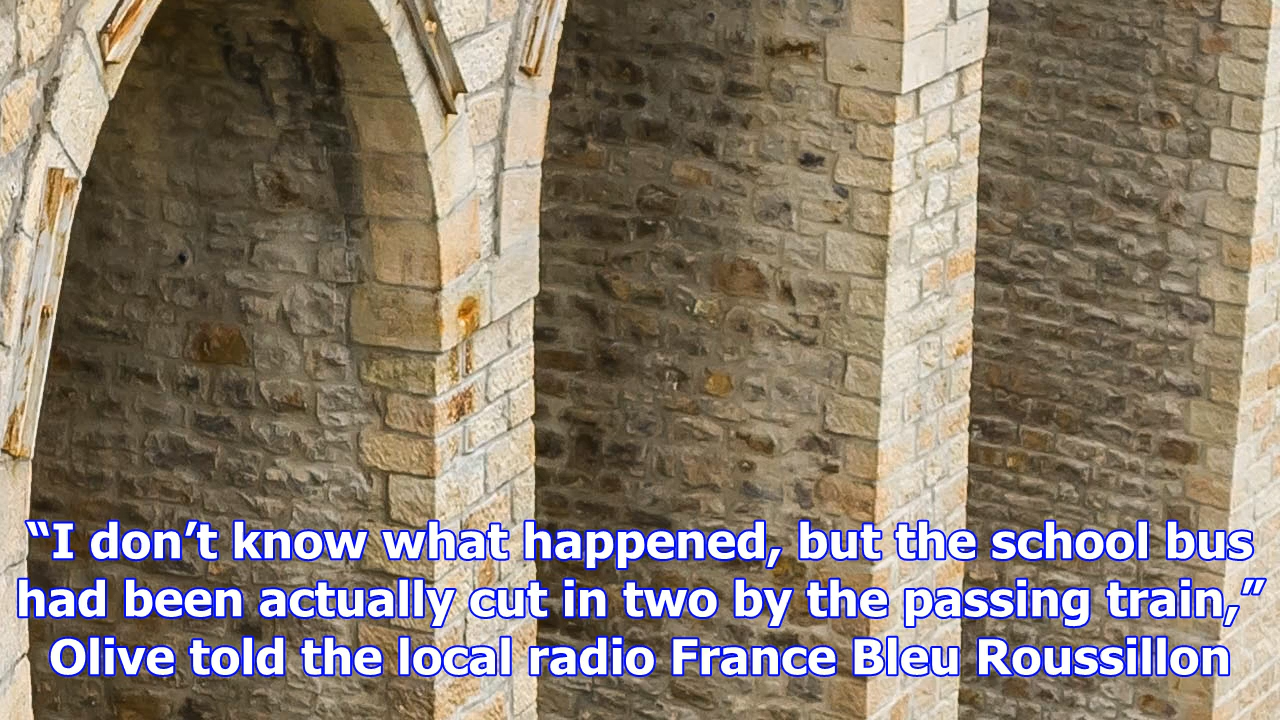 “I don’t know what happened, but the school bus
had been actually cut in two by the passing train,”
Olive told the local radio France Bleu Roussillon